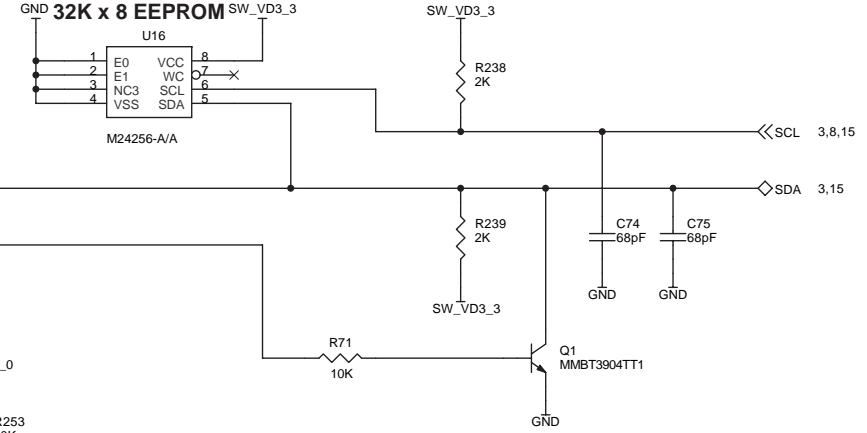 GND 32K x 8 EEPROM SW_VD3_3 SW_VD3_3
U16
1 E0 VCC 8
2 E1 WC 7
3 NC3 SCL 6
4 VSS SDA 5
M24256-A/A
R238
2K
SCL 3,8,15
SDA 3,15
R239
2K
SW_VD3_3
C74
68pF
GND
C75
68pF
GND
R71
10K
Q1
MMBT3904TT1
GND
_0
R253